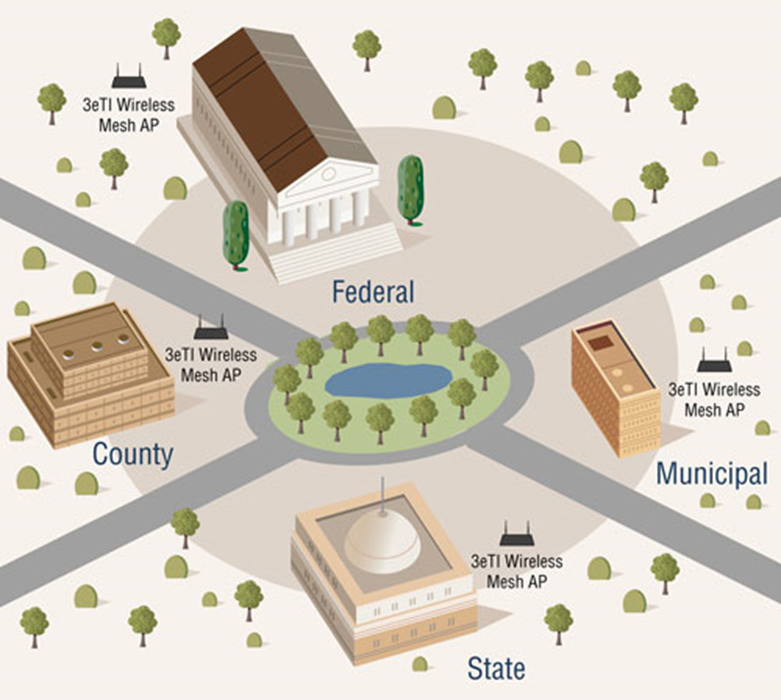 3eTI Wireless
Mesh AP
Federal
3eTI Wireless
Mesh AP
County
3eTI Wireless
Mesh AP
Municipal
3eTI Wireless
Mesh AP
State